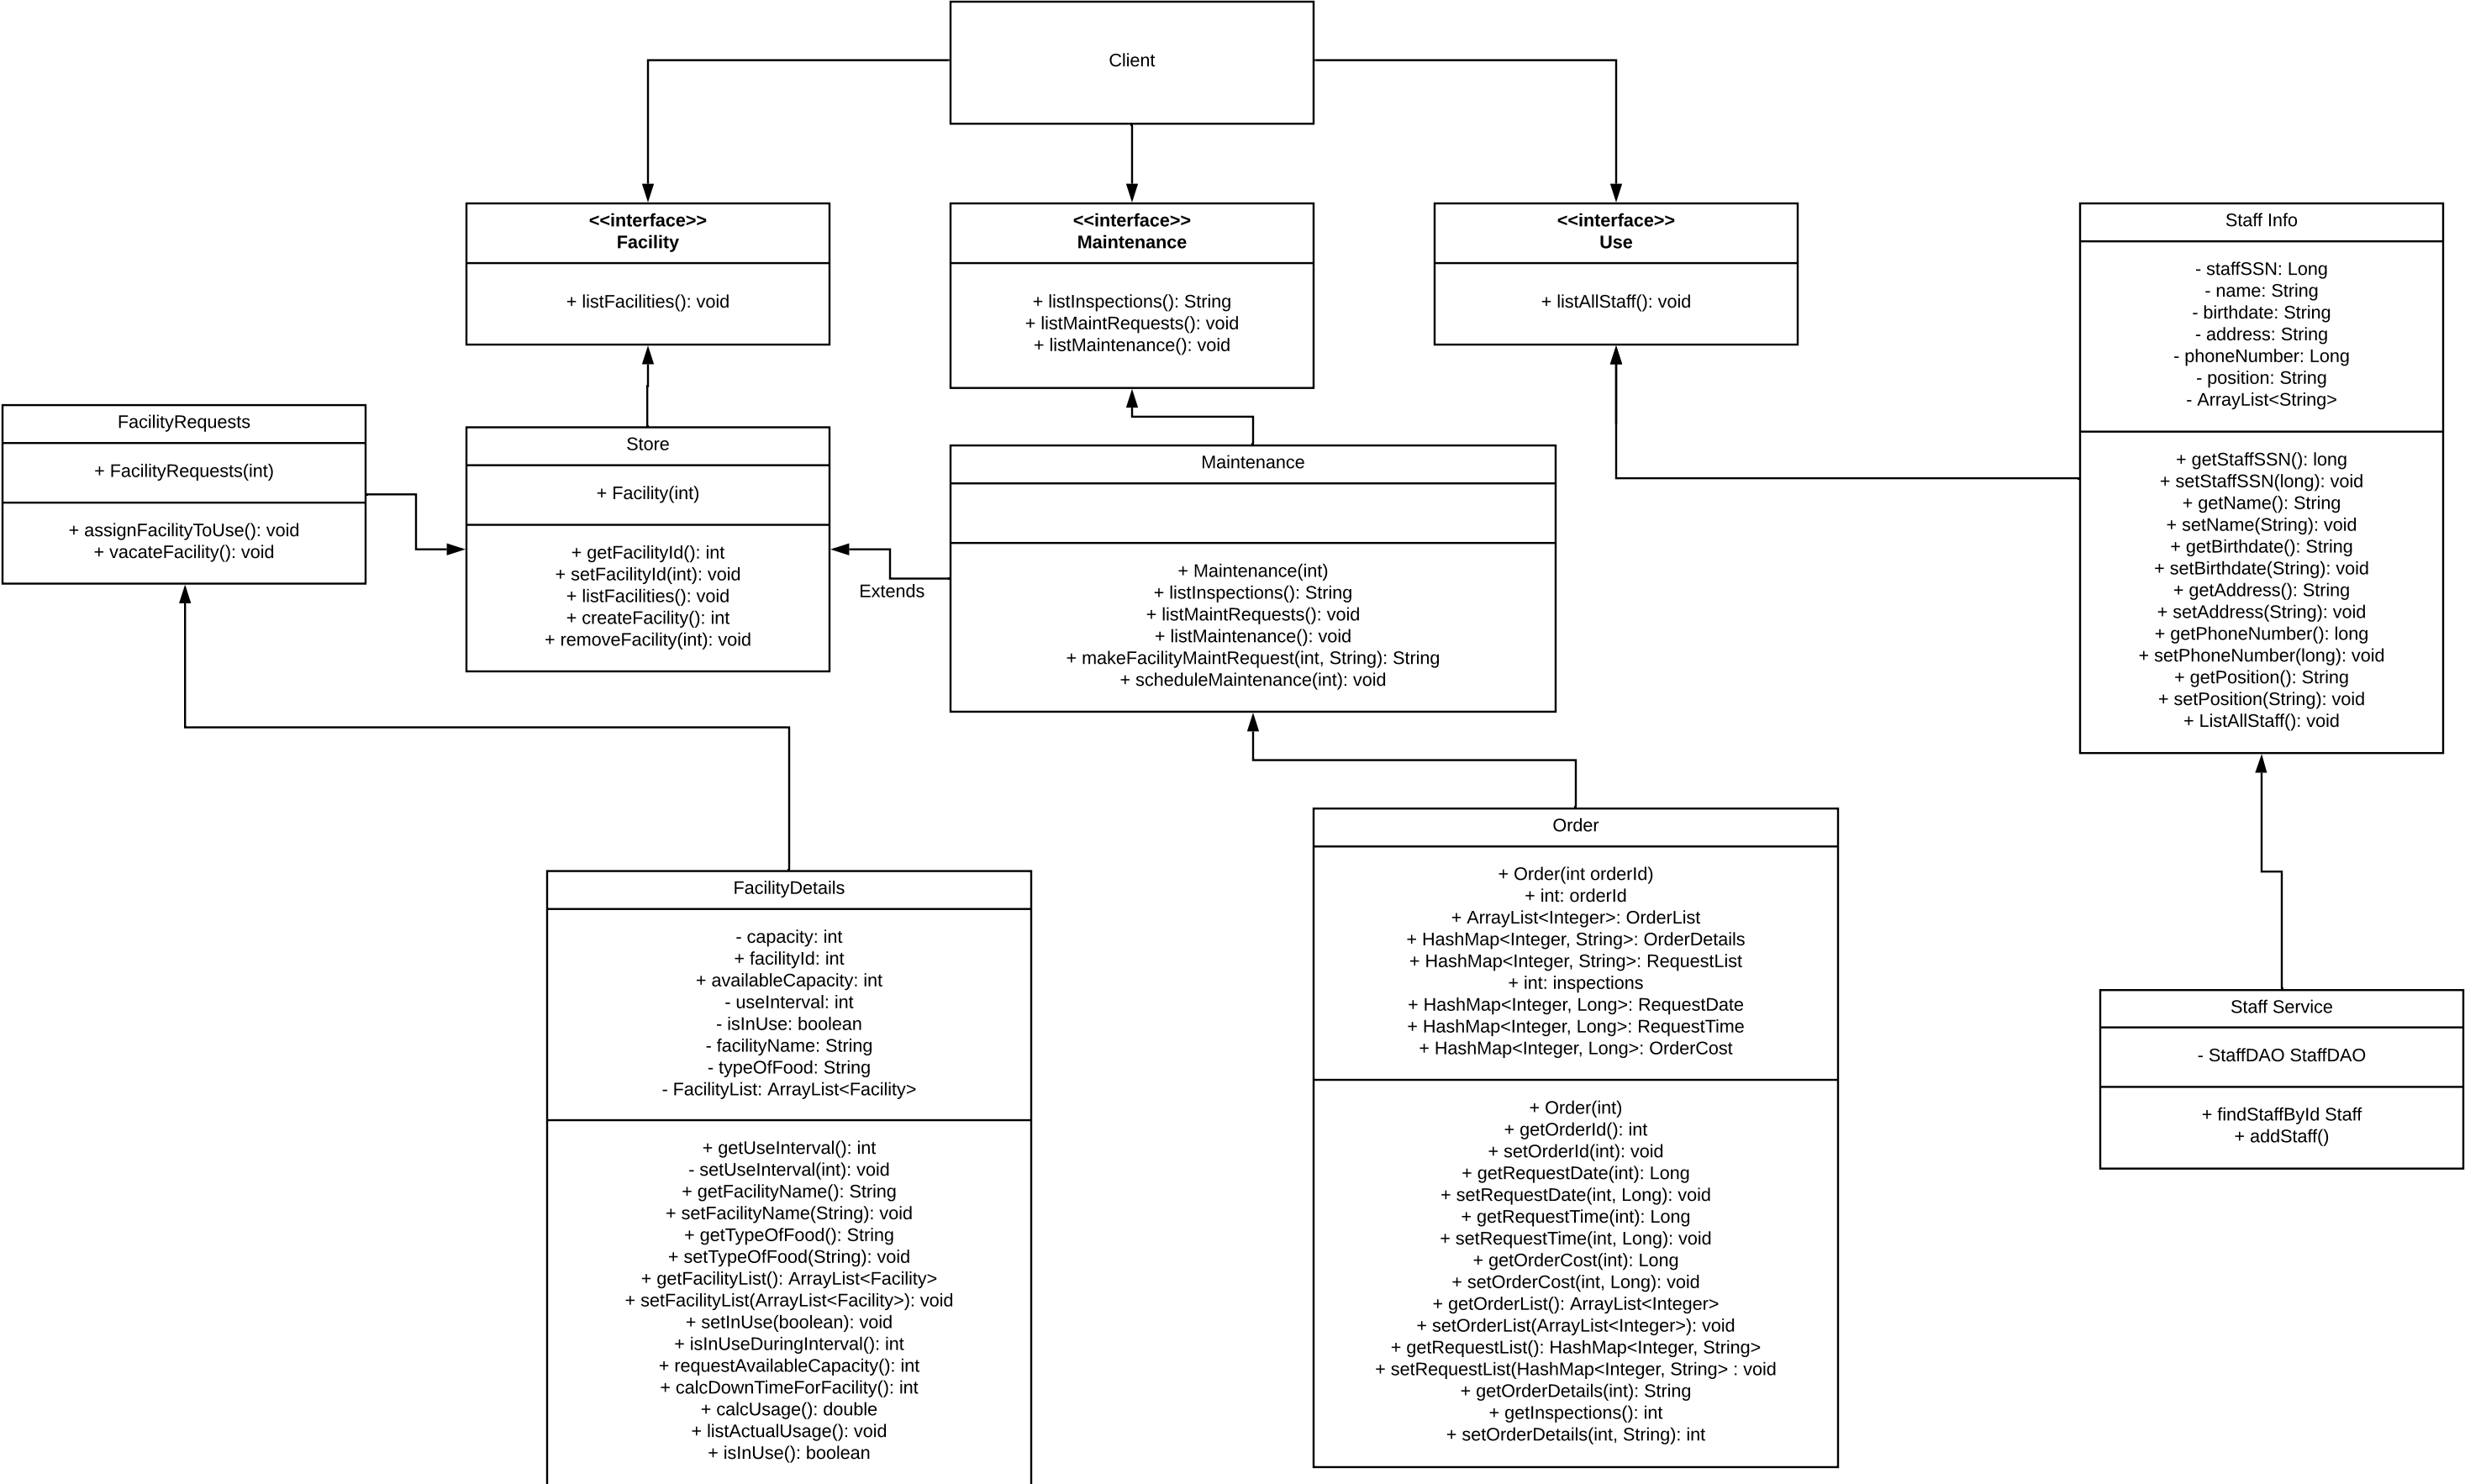 Client
<<interface>>
Facility
+ listFacilities(): void
<<interface>>
Maintenance
+ listInspections(): String
+ listMaintRequests(): void
+ listMaintenance(): void
<<interface>>
Use
+ listAllStaff(): void
Staff Info
- staffSSN: Long
- name: String
- birthdate: String
- address: String
- phoneNumber: Long
- position: String
- ArrayList<String>
+ getStaffSSN(): long
+ setStaffSSN(long): void
+ getName(): String
+ setName(String): void
+ getBirthdate(): String
+ setBirthdate(String): void
+ getAddress(): String
+ setAddress(String): void
+ getPhoneNumber(): long
+ setPhoneNumber(long): void
+ getPosition(): String
+ setPosition(String): void
+ ListAllStaff(): void
FacilityRequests
+ FacilityRequests(int)
+ assignFacilityToUse(): void
+ vacateFacility(): void
Store
+ Facility(int)
+ getFacilityId(): int
+ setFacilityId(int): void
+ listFacilities(): void
+ createFacility(): int
+ removeFacility(int): void
Extends
Maintenance
+ Maintenance(int)
+ listInspections(): String
+ listMaintRequests(): void
+ listMaintenance(): void
+ makeFacilityMaintRequest(int, String): String
+ scheduleMaintenance(int): void
FacilityDetails
- capacity: int
+ facilityId: int
+ availableCapacity: int
- useInterval: int
- isInUse: boolean
- facilityName: String
- typeOfFood: String
- FacilityList: ArrayList<Facility>
+ getUseInterval(): int
- setUseInterval(int): void
+ getFacilityName(): String
+ setFacilityName(String): void
+ getTypeOfFood(): String
+ setTypeOfFood(String): void
+ getFacilityList(): ArrayList<Facility>
+ setFacilityList(ArrayList<Facility>): void
+ setInUse(boolean): void
+ isInUseDuringInterval(): int
+ requestAvailableCapacity(): int
+ calcDownTimeForFacility(): int
+ calcUsage(): double
+ listActualUsage(): void
+ isInUse(): boolean
Order
+ Order(int orderId)
+ int: orderId
+ ArrayList<Integer>: OrderList
+ HashMap<Integer, String>: OrderDetails
+ HashMap<Integer, String>: RequestList
+ int: inspections
+ HashMap<Integer, Long>: RequestDate
+ HashMap<Integer, Long>: RequestTime
+ HashMap<Integer, Long>: OrderCost
+ Order(int)
+ getOrderId(): int
+ setOrderId(int): void
+ getRequestDate(int): Long
+ setRequestDate(int, Long): void
+ getRequestTime(int): Long
+ setRequestTime(int, Long): void
+ getOrderCost(int): Long
+ setOrderCost(int, Long): void
+ getOrderList(): ArrayList<Integer>
+ setOrderList(ArrayList<Integer>): void
+ getRequestList(): HashMap<Integer, String>
+ setRequestList(HashMap<Integer, String> : void
+ getOrderDetails(int): String
+ getInspections(): int
+ setOrderDetails(int, String): int
Staff Service
- StaffDAO StaffDAO
+ findStaffById Staff
+ addStaff()